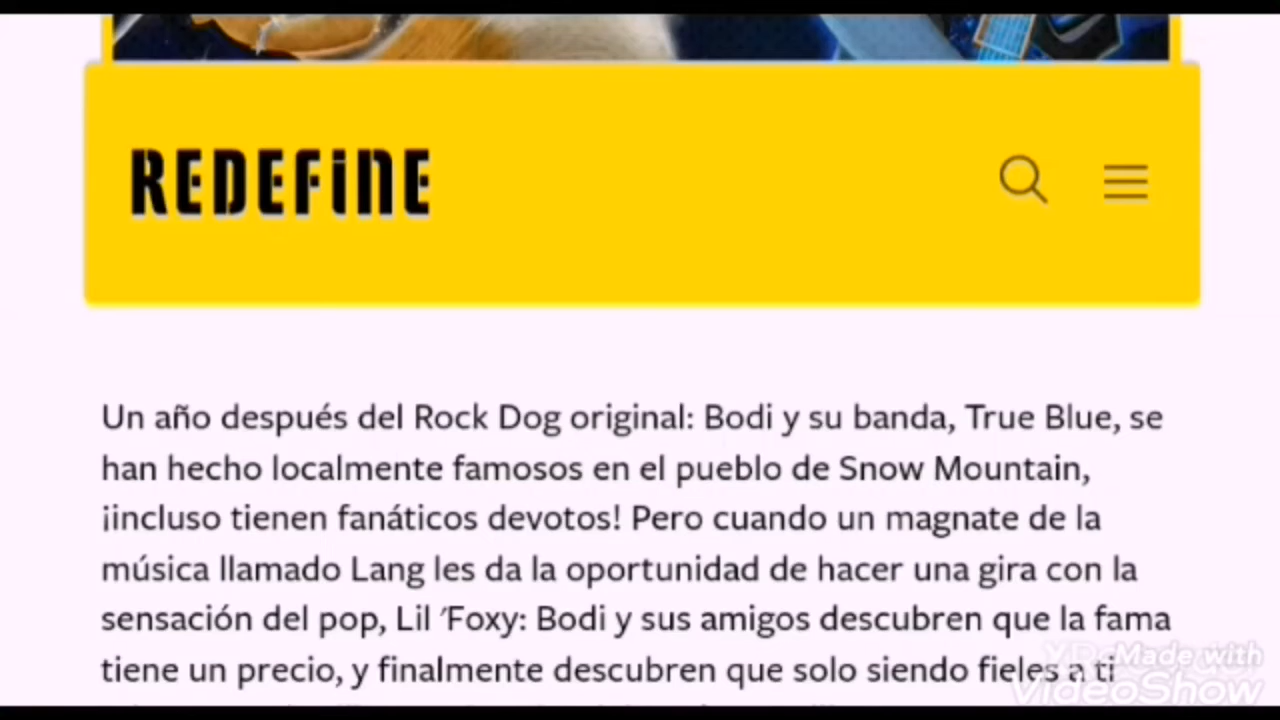 REDEFINE
Un año después del Rock Dog original: Bodi y su banda, True Blue, se
han hecho localmente famosos en el pueblo de Snow Mountain,
¡incluso tienen fanáticos devotos! Pero cuando un magnate de la
música llamado Lang les da la oportunidad de hacer una gira con la
sensación del pop, Lil ’Foxy: Bodi y sus amigos descubren que la fama
tiene un precio, y finalmente descubren que solo siendo fieles a ti
Made with
VideoShow